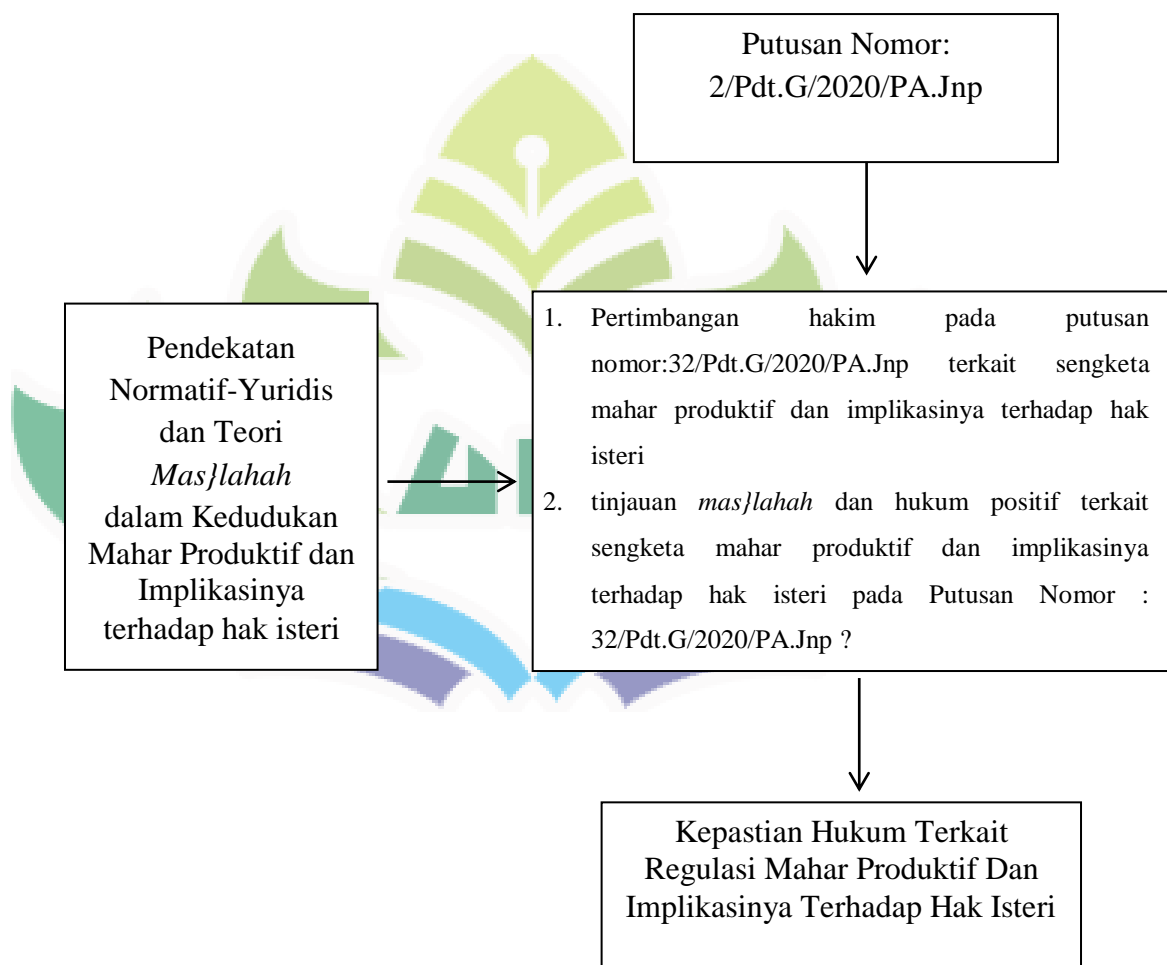 Putusan Nomor:
2/Pdt.G/2020/PA.Jnp
Pendekatan
Normatif-Yuridis
dan Teori
Mas}lahah
dalam Kedudukan
Mahar Produktif dan
Implikasinya
terhadap hak isteri
1. Pertimbangan hakim pada putusan
nomor:32/Pdt.G/2020/PA.Jnp terkait sengketa
mahar produktif dan implikasinya terhadap hak
isteri
2. tinjauan mas}lahah dan hukum positif terkait
sengketa mahar produktif dan implikasinya
terhadap hak isteri pada Putusan Nomor :
32/Pdt.G/2020/PA.Jnp ?
Kepastian Hukum Terkait
Regulasi Mahar Produktif Dan
Implikasinya Terhadap Hak Isteri